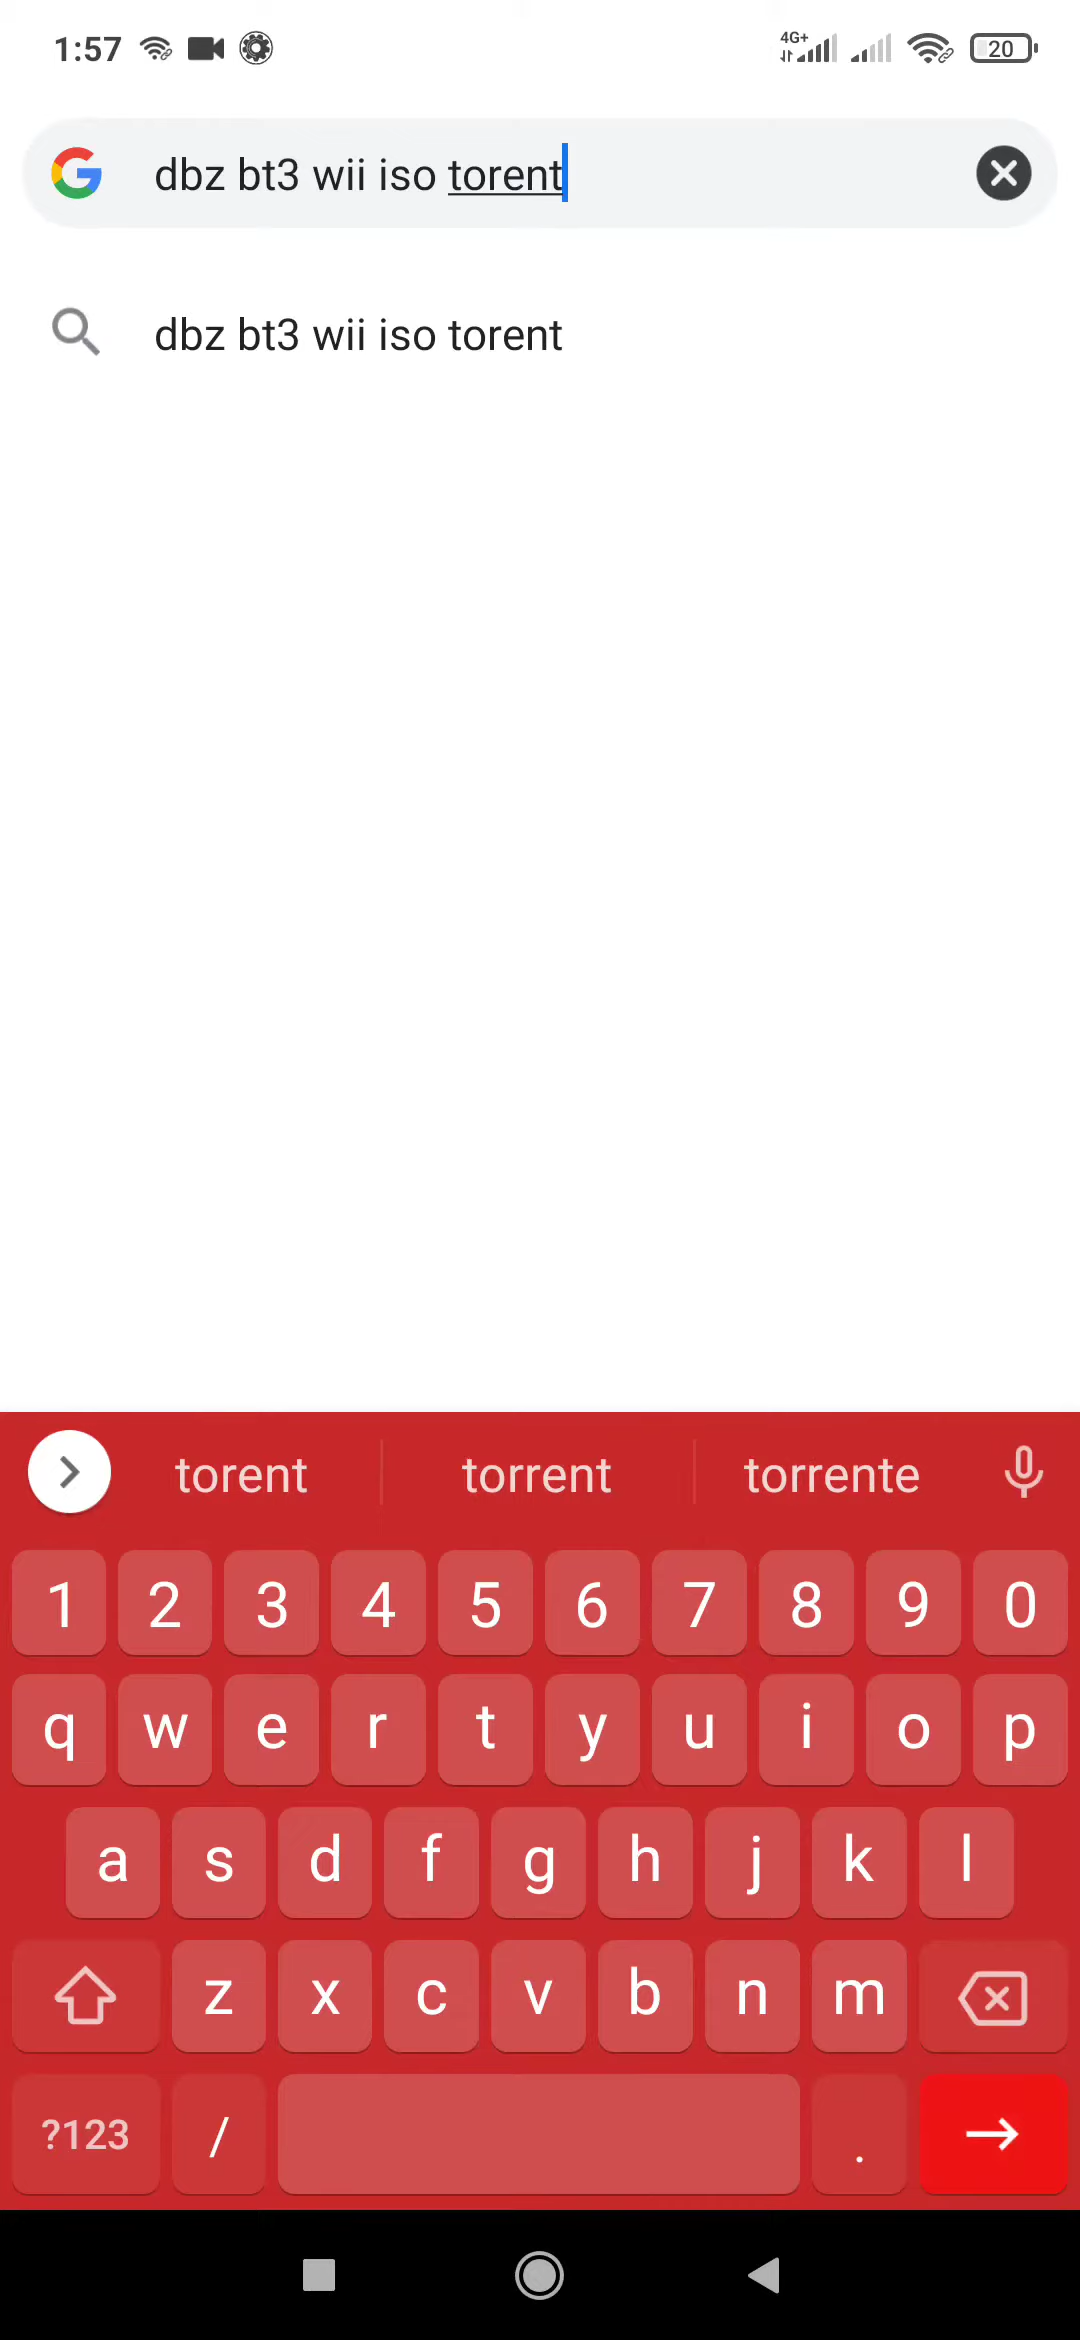 1:57 4G+ 20
dbz bt3 wii iso torent
dbz bt3 wii iso torent
torent torrent torrente
1 2 3 4 5 6 7 8 9 0
q w e r t y u i o p
a s d f g h j k l
z x c v b n m
?123 / .